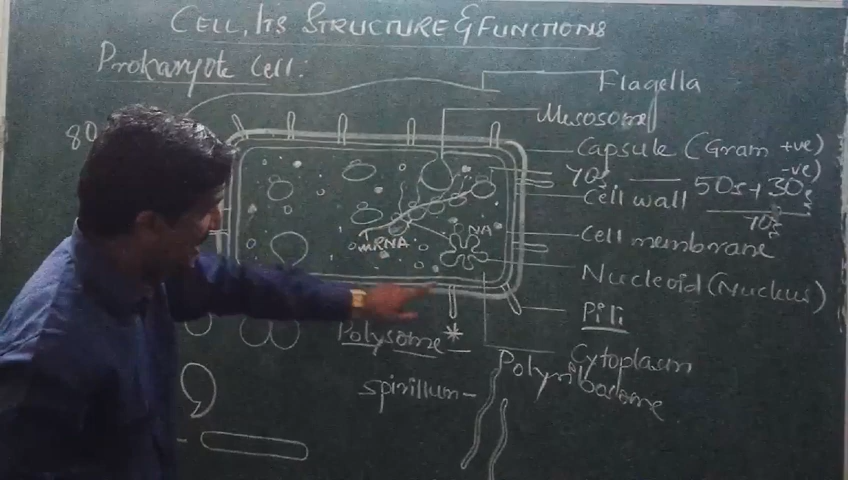 CELL, ITS STRUCTURE & FUNCTIONS
Prokaryote Cell:
Flagella
Mesosome
80
Capsule (Gram +ve)
-ve)
70s — 50s + 30s
70s
Cell wall
mRNA
NA
Cell membrane
Nucleoid (Nucleus)
Pili
Polysome * —
Cytoplasm
Polyribosome
Spirillum -